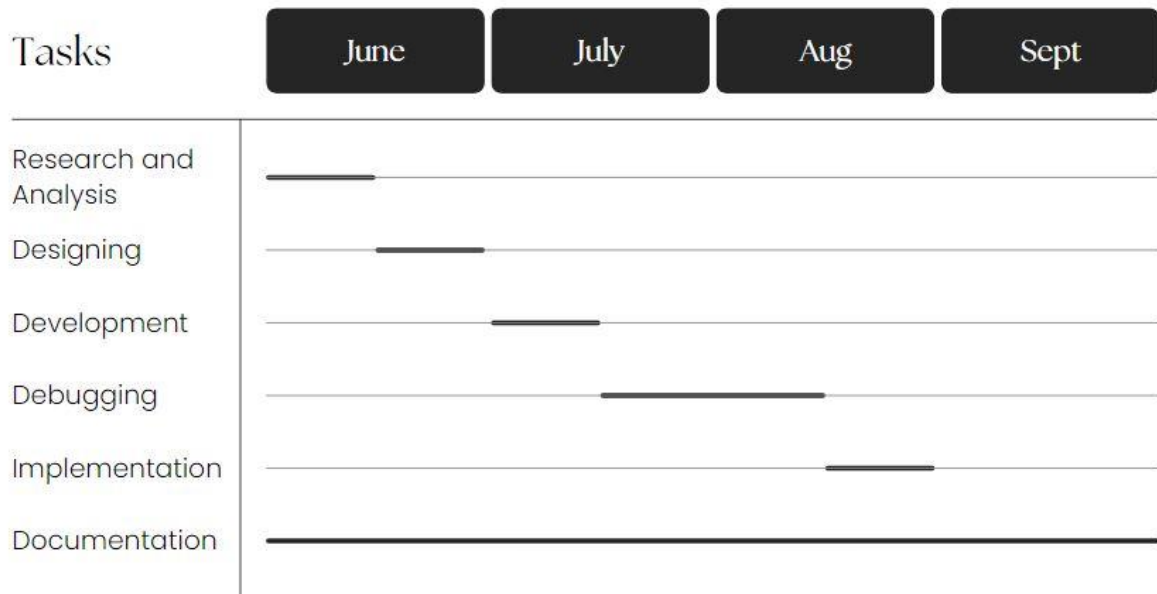 Tasks
June
July
Aug
Sept
Research and
Analysis
Designing
Development
Debugging
Implementation
Documentation